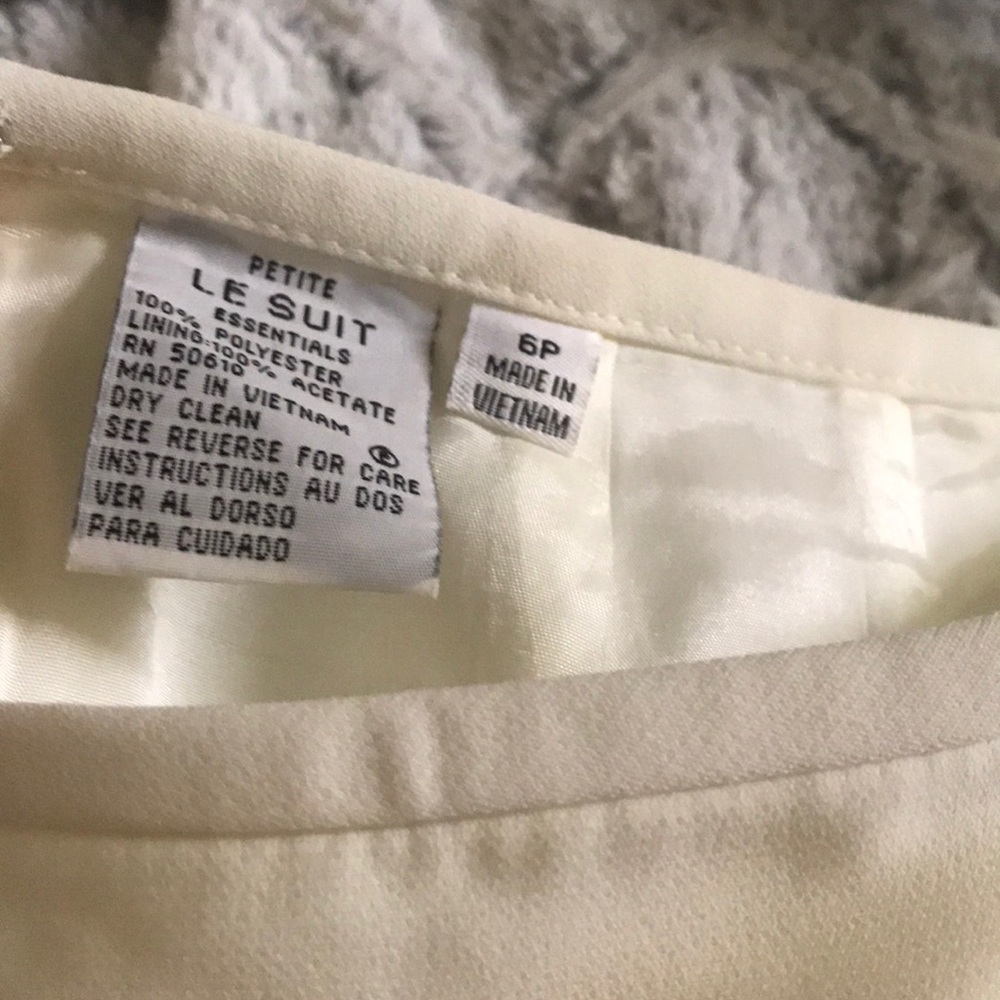 PETITE
LE SUIT
ESSENTIALS
100% POLYESTER
LINING:100% ACETATE
RN 50610
MADE IN VIETNAM
DRY CLEAN
SEE REVERSE FOR CARE
INSTRUCTIONS AU DOS
VER AL DORSO
PARA CUIDADO
6P
MADE IN
VIETNAM